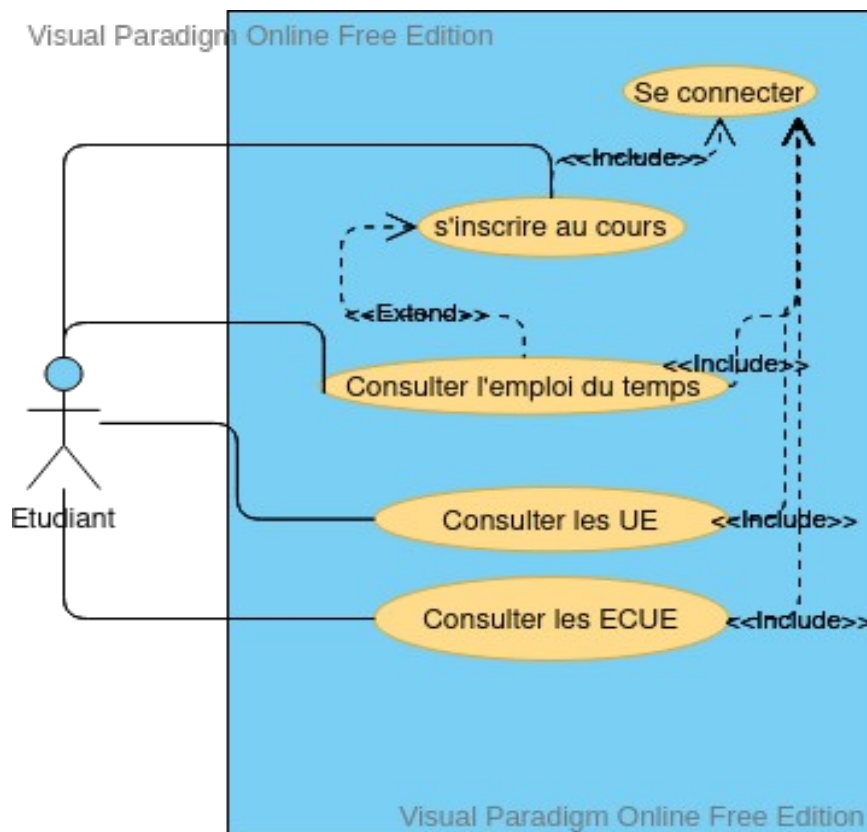 Visual Paradigm Online Free Edition
Se connecter
<<Include>>
s'inscrire au cours
<<Extend>>
<<Include>>
Consulter l'emploi du temps
Etudiant
Consulter les UE
<<Include>>
Consulter les ECUE
<<Include>>
Visual Paradigm Online Free Edition